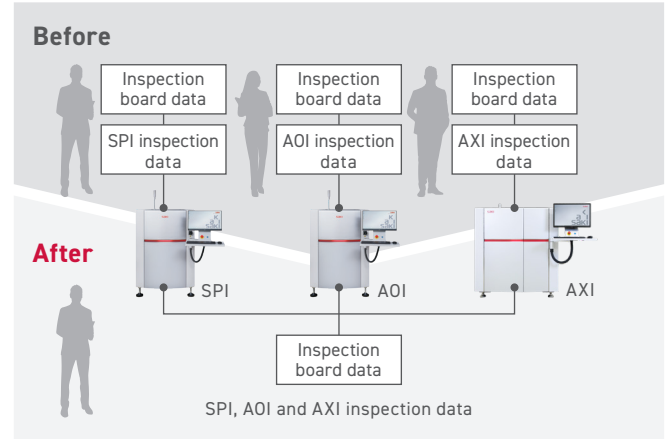 Before
Inspection
board data
Inspection
board data
Inspection
board data
SPI inspection
data
AOI inspection
data
AXI inspection
data
After
SPI
AOI
AXI
Inspection
board data
SPI, AOI and AXI inspection data